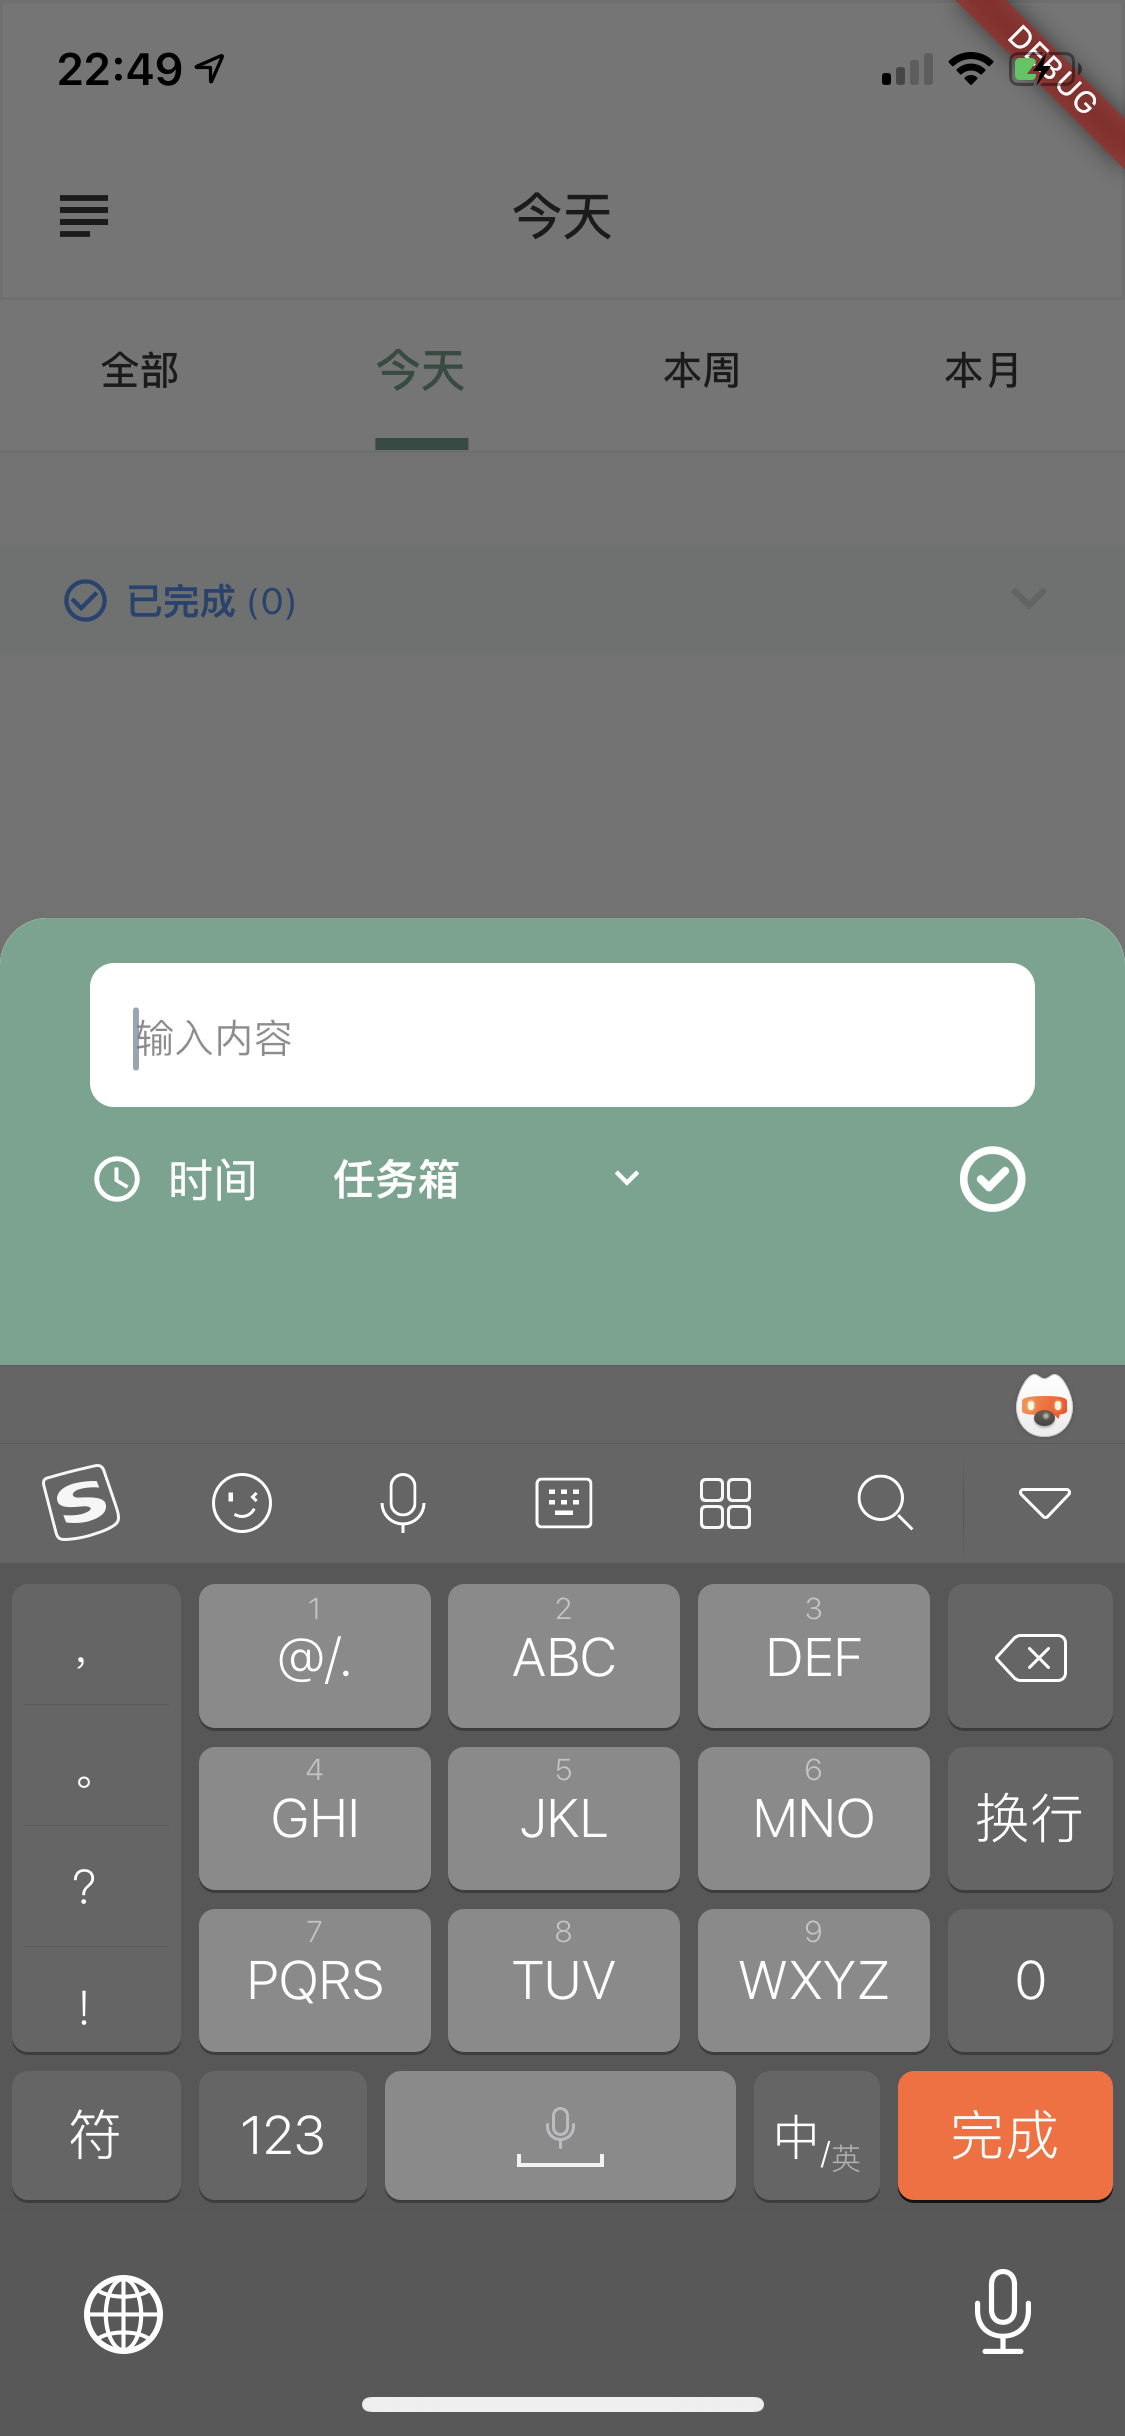 22:49
DEBUG
今天
全部 今天 本周 本月
已完成 (0)
输入内容
时间 任务箱
S
， 1 2 3
@/. ABC DEF
。 4 5 6
GHI JKL MNO 换行
? 7 8 9
PQRS TUV WXYZ 0
!
符 123 中/英 完成